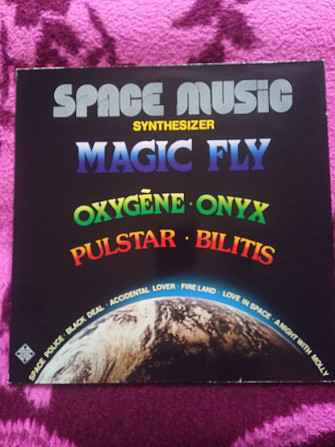 SPACE MUSIC
SYNTHESIZER
MAGIC FLY
OXYGĒNE · ONYX
PULSTAR · BILITIS
SPACE POLICE · BLACK DEAL · ACCIDENTAL LOVER · FIRE LAND · LOVE IN SPACE · A NIGHT WITH MOLLY